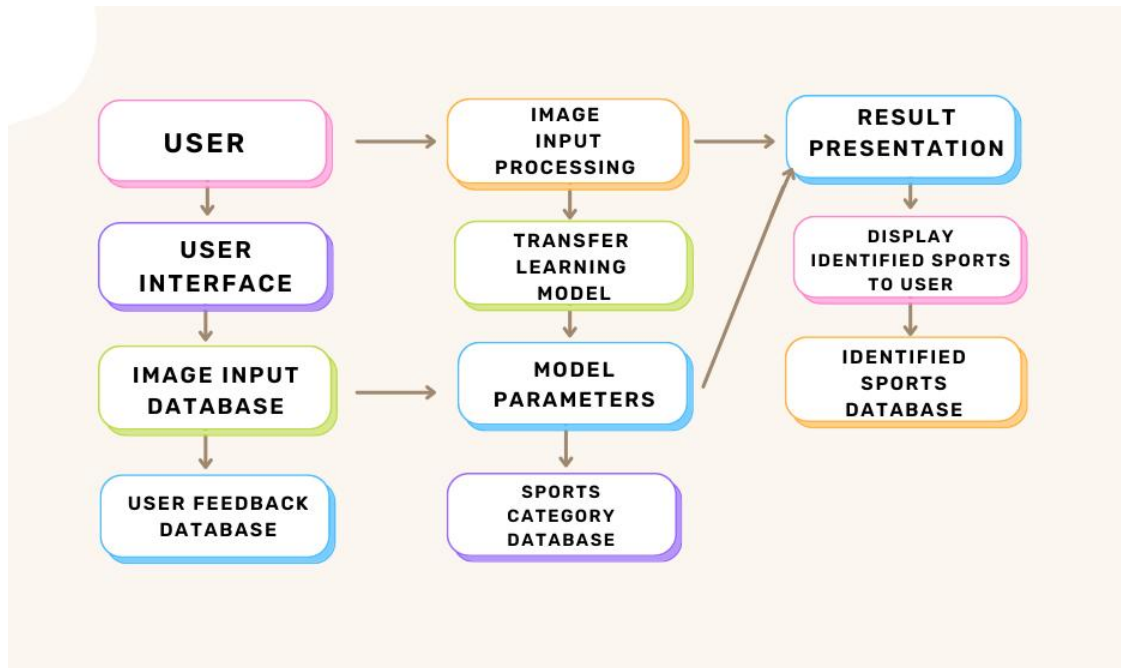 USER
USER
INTERFACE
IMAGE INPUT
DATABASE
USER FEEDBACK
DATABASE
IMAGE
INPUT
PROCESSING
TRANSFER
LEARNING
MODEL
MODEL
PARAMETERS
SPORTS
CATEGORY
DATABASE
RESULT
PRESENTATION
DISPLAY
IDENTIFIED SPORTS
TO USER
IDENTIFIED
SPORTS
DATABASE